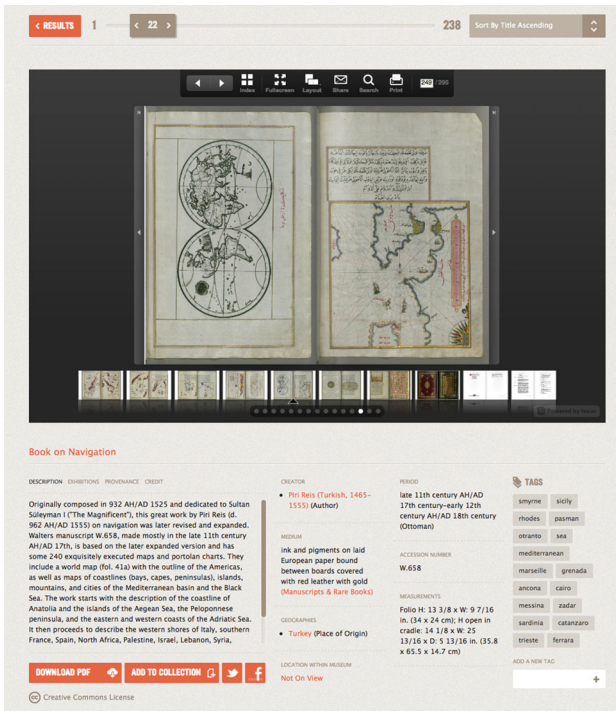 RESULTS
1
22
238
Sort By Title Ascending
Index
Fullscreen
Layout
Share
Search
Print
249 / 260
Powered by issuu
Book on Navigation
DESCRIPTION EXHIBITIONS PROVENANCE CREDIT
Originally composed in 932 AH/AD 1525 and dedicated to Sultan
Süleyman I ("The Magnificent"), this great work by Piri Reis (d.
962 AH/AD 1555) on navigation was later revised and expanded.
Walters manuscript W.658, made mostly in the late 11th century
AH/AD 17th, is based on the later expanded version and has
some 240 exquisitely executed maps and portolan charts. They
include a world map (fol. 41a) with the outline of the Americas,
as well as maps of coastlines (bays, capes, peninsulas), islands,
mountains, and cities of the Mediterranean basin and the Black
Sea. The work starts with the description of the coastline of
Anatolia and the islands of the Aegean Sea, the Peloponnese
peninsula, and the eastern and western coasts of the Adriatic Sea.
It then proceeds to describe the western shores of Italy, southern
France, Spain, North Africa, Palestine, Israel, Lebanon, Syria,
DOWNLOAD PDF
ADD TO COLLECTION
Creative Commons License
CREATOR
Piri Reis (Turkish, 1465–
1555) (Author)
MEDIUM
ink and pigments on laid
European paper bound
between boards covered
with red leather with gold
(Manuscripts & Rare Books)
GEOGRAPHIES
Turkey (Place of Origin)
LOCATION WITHIN MUSEUM
Not On View
PERIOD
late 11th century AH/AD
17th century–early 12th
century AH/AD 18th century
(Ottoman)
ACCESSION NUMBER
W.658
MEASUREMENTS
Folio H: 13 3/8 x W: 9 7/16
in. (34 x 24 cm); H open in
cradle: 14 1/8 x W: 25
13/16 x D: 5 13/16 in. (35.8
x 65.5 x 14.7 cm)
TAGS
smyrne sicily
rhodes pasman
otranto sea
mediterranean
marseille grenada
ancona cairo
messina zadar
sardinia catanzaro
trieste ferrara
ADD A NEW TAG
+